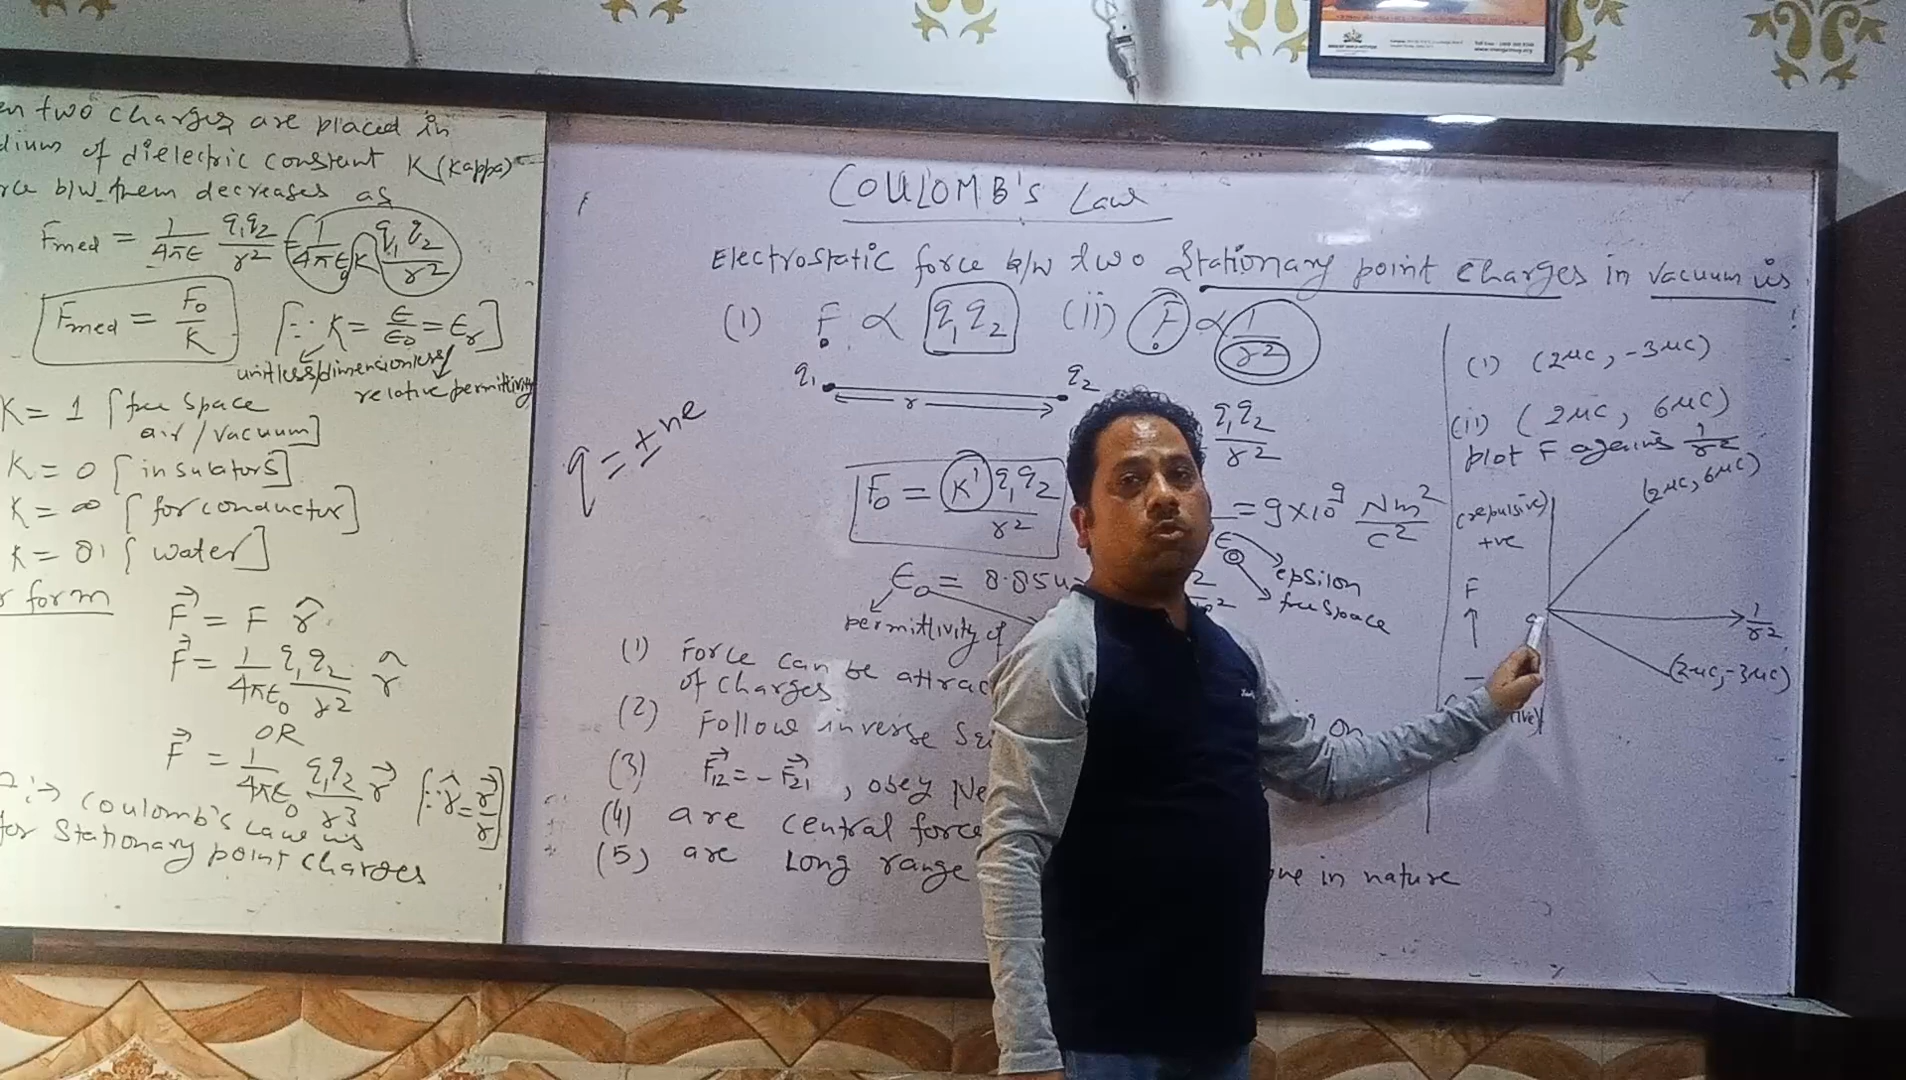 two charges are placed in
of dielectric constant K (kappa)
b/w them decreases as
Fmed = 1/4πϵ q₁q₂/r² = 1/4πϵ₀K q₁q₂/r²
Fmed = F₀/K [∵ K = ϵ/ϵ₀ = ϵr]
unitless/dimensionless
relative permittivity
K = 1 [free space
air/vacuum]
K = 0 [insulators]
K = ∞ [for conductor]
K = 81 [water]
form
F⃗ = F r̂
F⃗ = 1/4πϵ₀ q₁q₂/r² r̂
OR
F⃗ = 1/4πϵ₀ q₁q₂/r³ r⃗ [∵ r̂ = r⃗/r]
Coulomb's Law is
for stationary point charges
COULOMB's Law
Electrostatic force b/w two stationary point charges in vacuum is
(i) F ∝ q₁q₂ (ii) F ∝ 1/r²
q₁ r q₂
q = ±ne
q₁q₂/r²
F₀ = K' q₁q₂/r²
= 9×10⁹ Nm²/C²
epsilon
free space
ϵ₀ = 8.85
permittivity of
(1) Force can be
of charges
(2) Follow inverse
(3) F⃗₁₂ = -F⃗₂₁, obey
(4) are central force
(5) are Long range
in nature
on
(i) (2μC, -3μC)
(ii) (2μC, 6μC)
plot F agains 1/r²
(repulsive)
+ve
F
(2μC, 6μC)
1/r²
(2μC, -3μC)